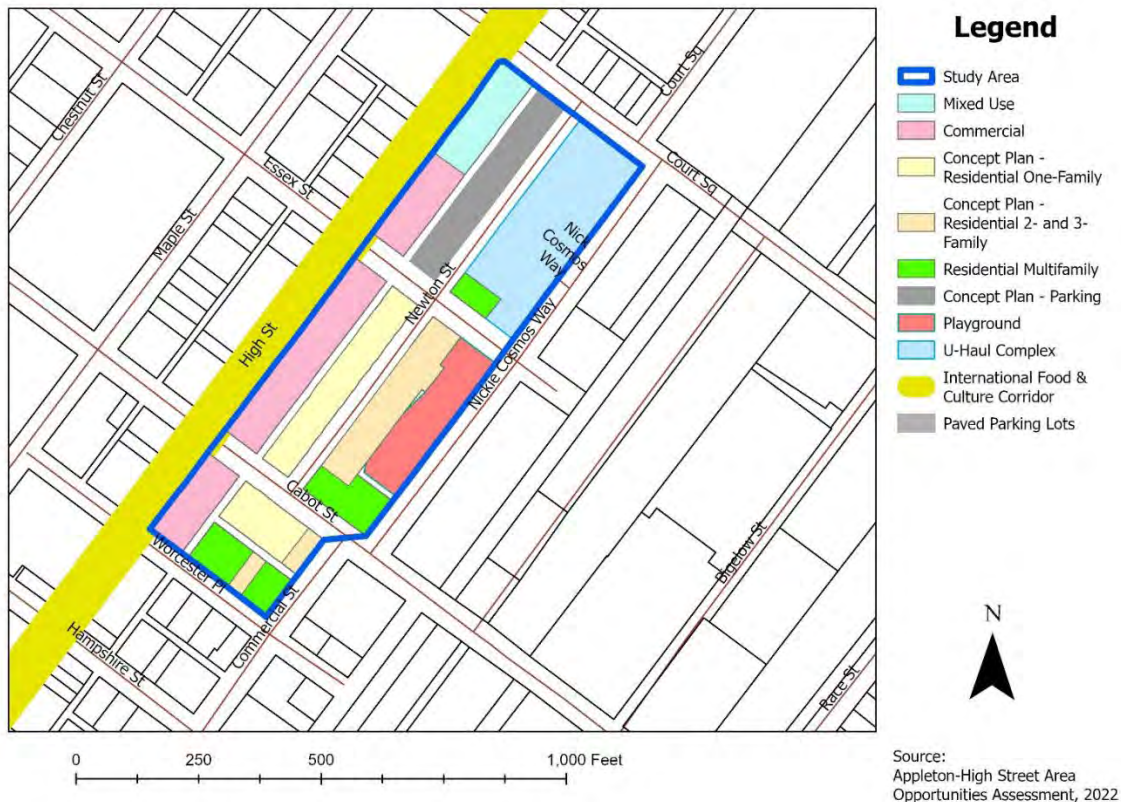 Legend
Study Area
Mixed Use
Commercial
Concept Plan -
Residential One-Family
Concept Plan -
Residential 2- and 3-
Family
Residential Multifamily
Concept Plan - Parking
Playground
U-Haul Complex
International Food &
Culture Corridor
Paved Parking Lots
Chestnut St
Court Sq
Essex St
Court Sq
Maple St
Nick
Cosmos
Way
Newton St
High St
Nickle Cosmos Way
Cabot St
Worcester Pl
Bigelow St
Commercial St
Hampshire St
Race St
N
0 250 500 1,000 Feet
Source:
Appleton-High Street Area
Opportunities Assessment, 2022